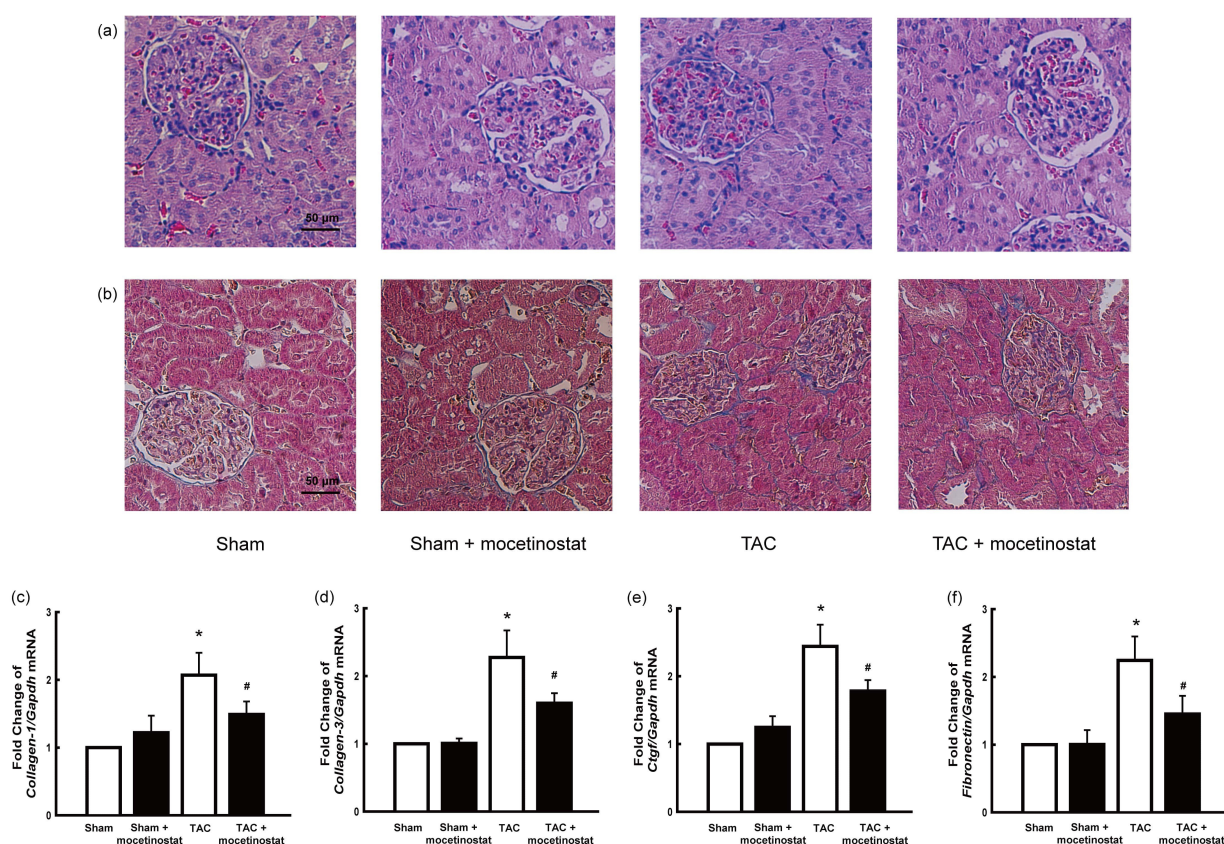 (a)
50 µm
(b)
50 µm
Sham
Sham + mocetinostat
TAC
TAC + mocetinostat
(c)
Fold Change of
Collagen-1/Gapdh mRNA
3
2
1
0
*
#
Sham
Sham +
mocetinostat
TAC
TAC +
mocetinostat
(d)
Fold Change of
Collagen-3/Gapdh mRNA
3
2
1
0
*
#
Sham
Sham +
mocetinostat
TAC
TAC +
mocetinostat
(e)
Fold Change of
Ctgf/Gapdh mRNA
3
2
1
0
*
#
Sham
Sham +
mocetinostat
TAC
TAC +
mocetinostat
(f)
Fold Change of
Fibronectin/Gapdh mRNA
3
2
1
0
*
#
Sham
Sham +
mocetinostat
TAC
TAC +
mocetinostat